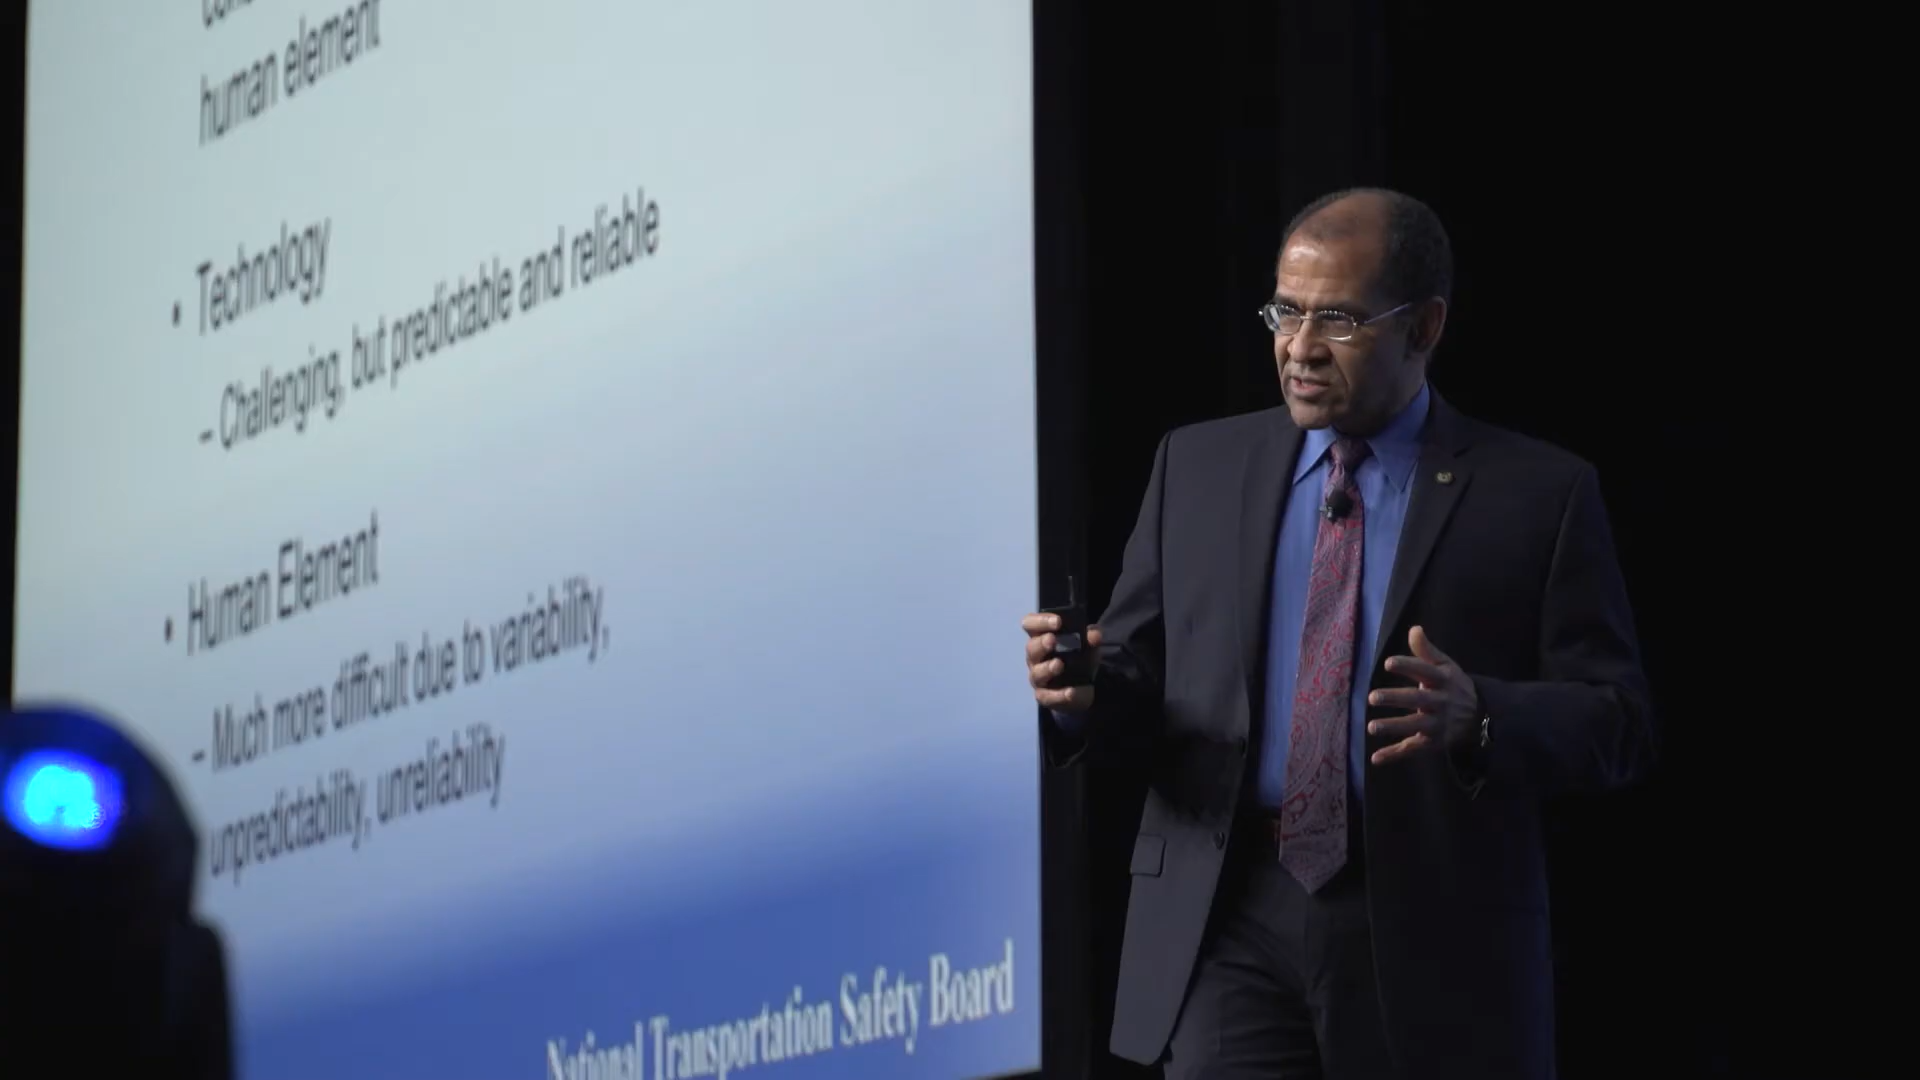 human element
• Technology
– Challenging, but predictable and reliable
• Human Element
– Much more difficult due to variability,
unpredictability, unreliability
National Transportation Safety Board